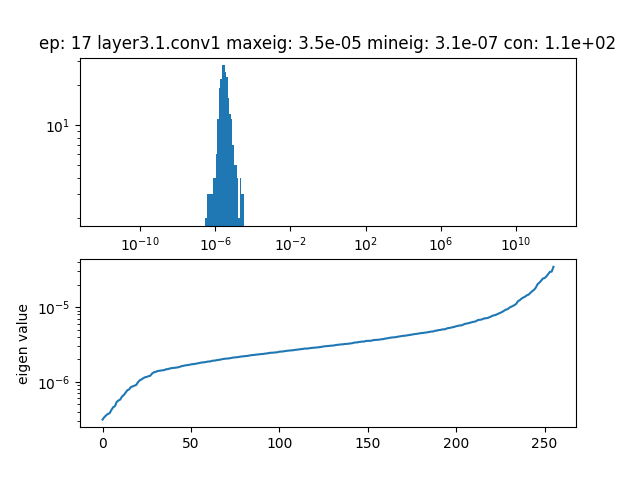 ep: 17 layer3.1.conv1 maxeig: 3.5e-05 mineig: 3.1e-07 con: 1.1e+02
10¹
10⁻¹⁰ 10⁻⁶ 10⁻² 10² 10⁶ 10¹⁰
10⁻⁵
eigen value
10⁻⁶
0 50 100 150 200 250